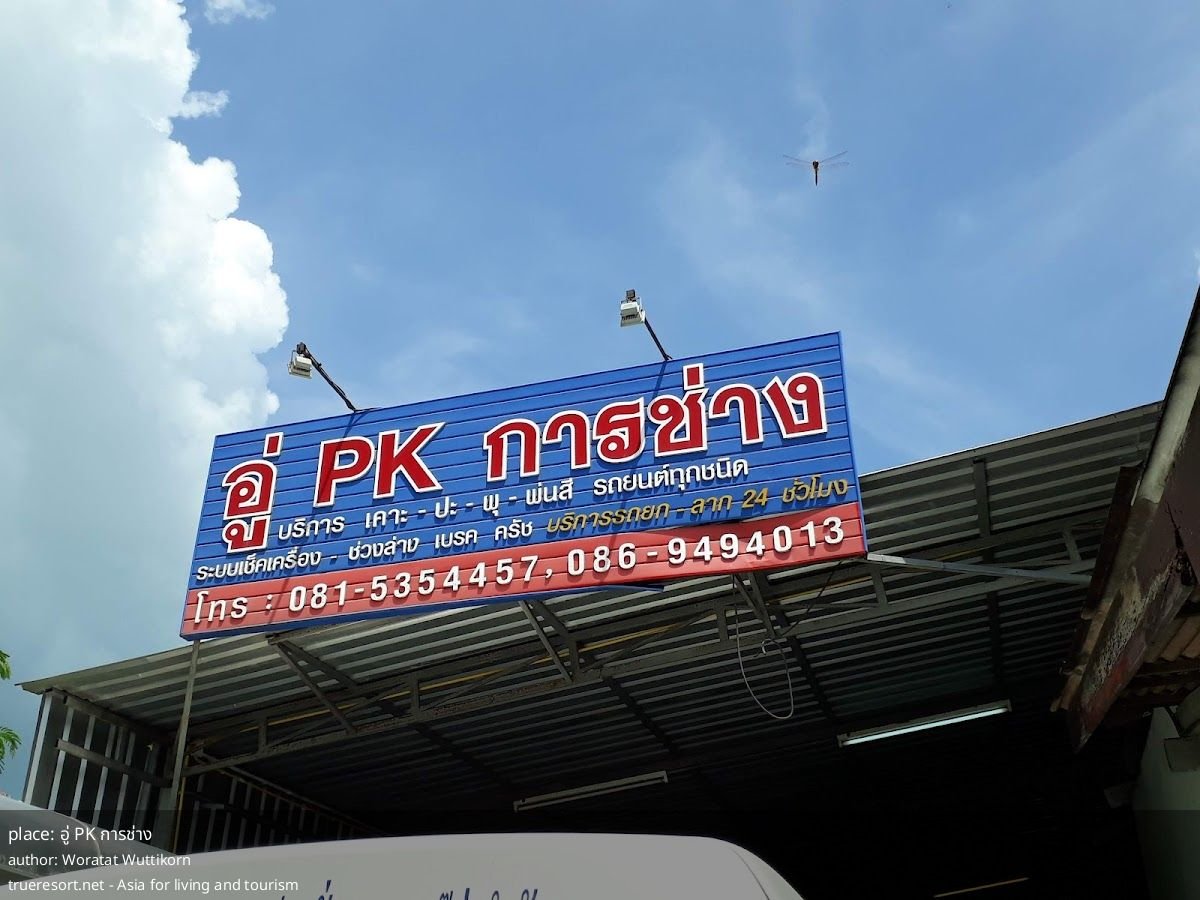 อู่ PK การช่าง
บริการ เคาะ - ปะ - ผุ - พ่นสี รถยนต์ทุกชนิด
ระบบเช็คเครื่อง - ช่วงล่าง เบรค ครัช บริการรถยก - ลาก 24 ชั่วโมง
โทร : 081-5354457, 086-9494013
place: อู่ PK การช่าง
author: Woratat Wuttikorn
trueresort.net - Asia for living and tourism